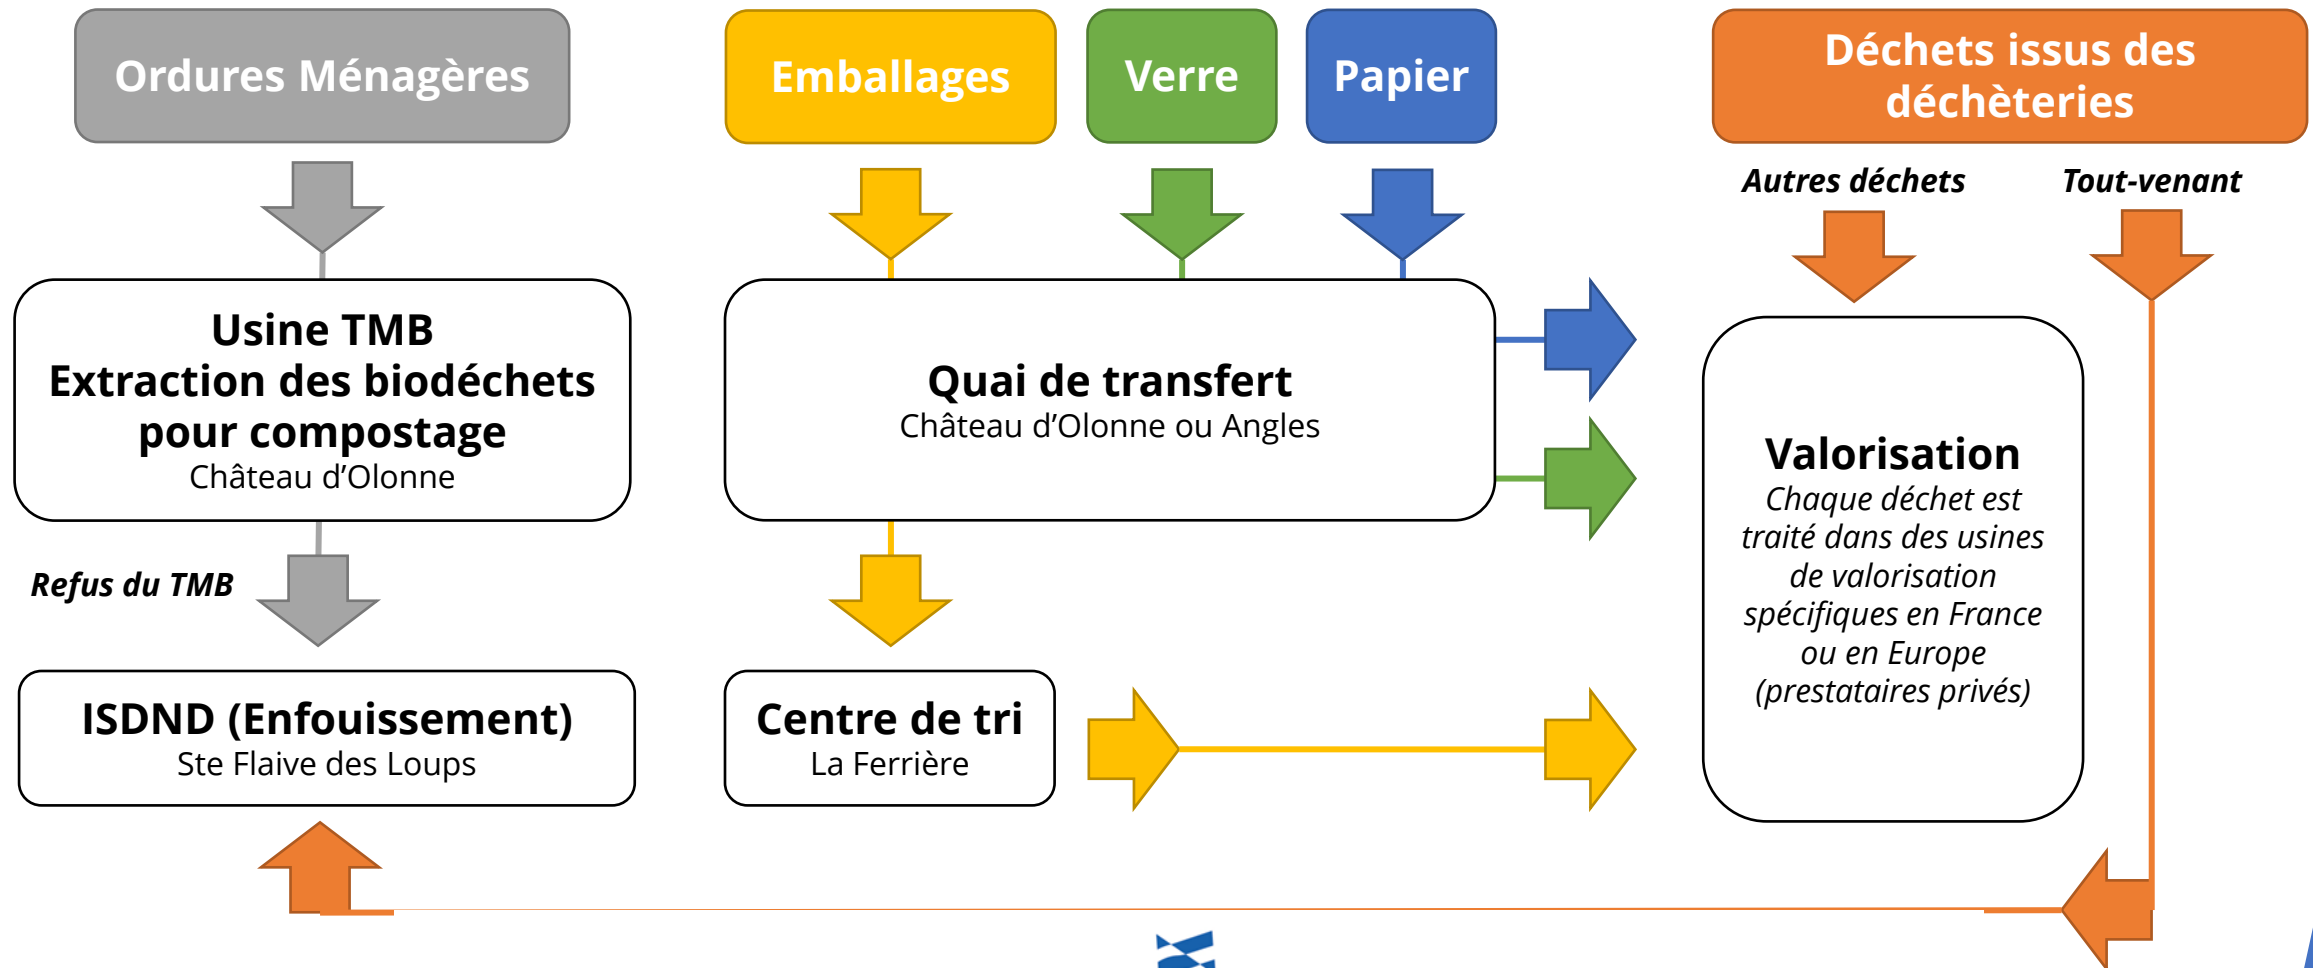 Ordures Ménagères
Emballages
Verre
Papier
Déchets issus des
déchèteries
Autres déchets
Tout-venant
Usine TMB
Extraction des biodéchets
pour compostage
Château d’Olonne
Quai de transfert
Château d’Olonne ou Angles
Valorisation
Chaque déchet est
traité dans des usines
de valorisation
spécifiques en France
ou en Europe
(prestataires privés)
Refus du TMB
ISDND (Enfouissement)
Ste Flaive des Loups
Centre de tri
La Ferrière